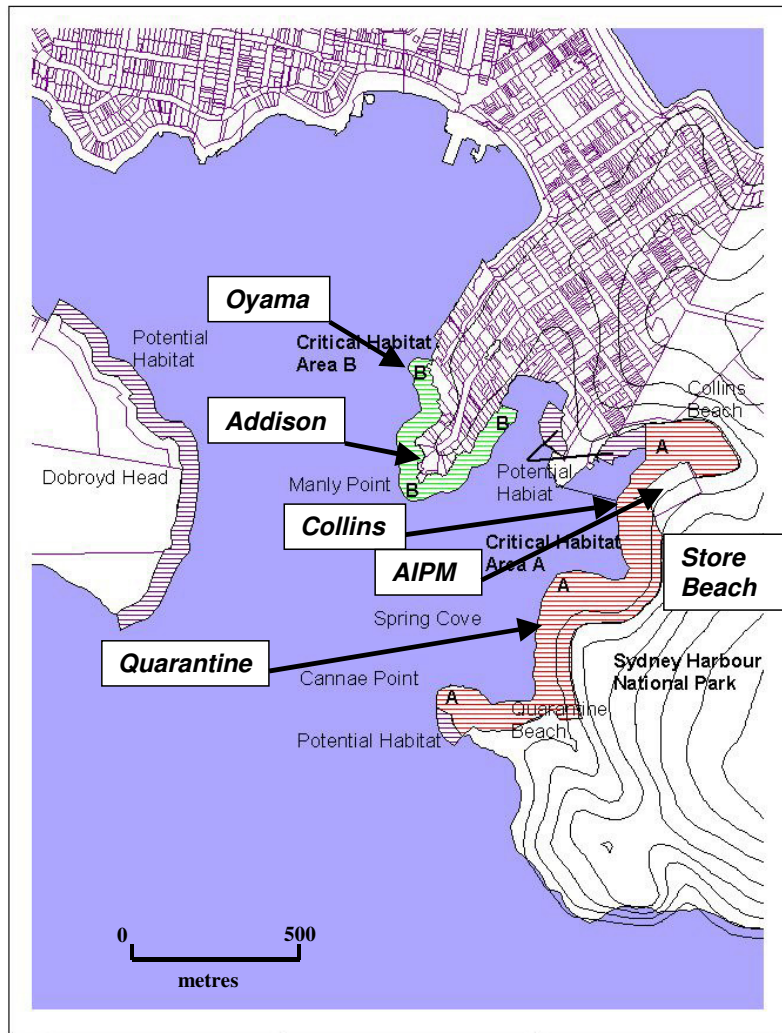 Oyama
Potential
Habitat
Critical Habitat
Area B
B
Collins
Beach
Addison
B
A
Dobroyd Head
Manly Point
B
Potential
Habiat
Collins
Critical Habitat
Area A
AIPM
Store
Beach
A
Spring Cove
Quarantine
Sydney Harbour
National Park
Cannae Point
A
Quarantine
Beach
Potential Habitat
0 500
metres